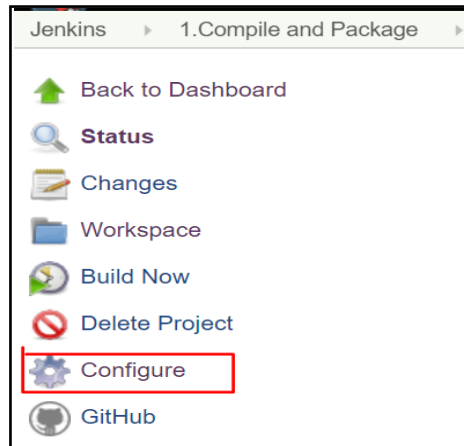 Jenkins 1.Compile and Package
Back to Dashboard
Status
Changes
Workspace
Build Now
Delete Project
Configure
GitHub